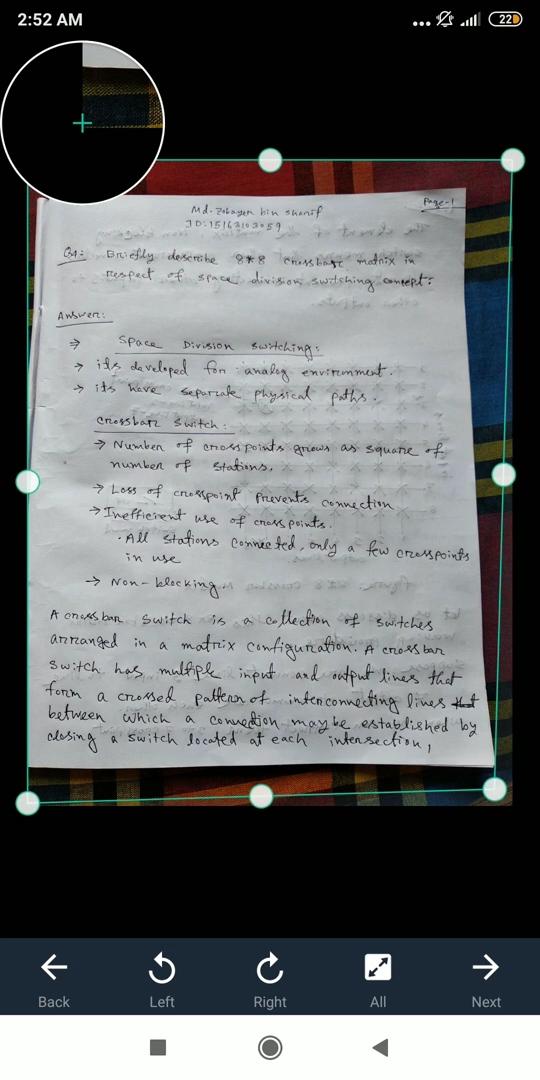 2:52 AM
22
Page-1
Md. Zobayer bin Sharif
ID:15163103059
Q4: Briefly describe 8*8 crossbar matrix in
respect of space division switching concept:
Answer:
⇒ Space Division Switching:
→ its developed for analog environment.
→ its have separate physical paths.
crossbar switch:
→ Number of crosspoints grows as square of
number of stations.
→ Loss of crosspoint prevents connection
→ Inefficient use of crosspoints.
· All stations connected, only a few crosspoints
in use
→ Non-blocking.
A crossbar switch is a collection of switches
arranged in a matrix configuration. A crossbar
switch has multiple input and output lines that
form a crossed pattern of interconnecting lines
between which a connection may be established by
closing a switch located at each intersection,
Back
Left
Right
All
Next